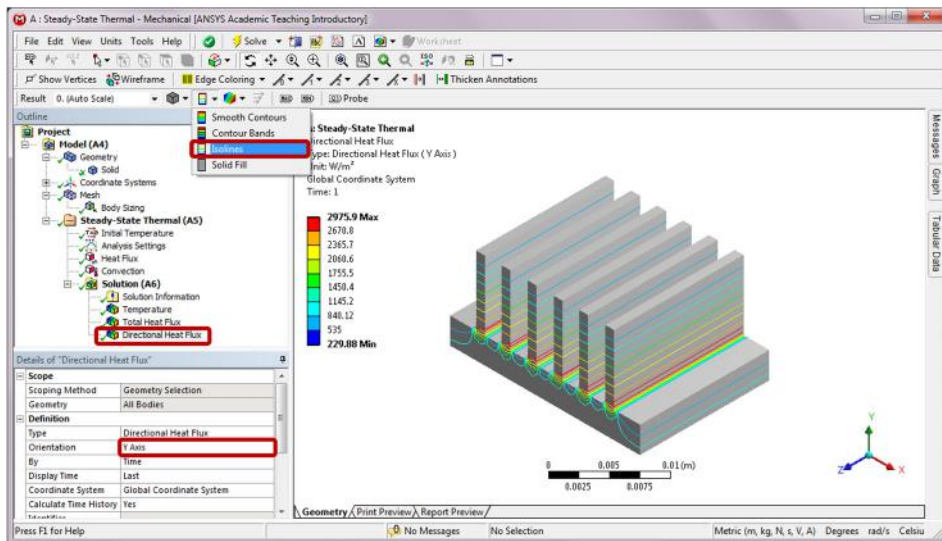 A : Steady-State Thermal - Mechanical [ANSYS Academic Teaching Introductory]
File Edit View Units Tools Help Solve Worksheet
Show Vertices Wireframe Edge Coloring Thicken Annotations
Result 0. (Auto Scale) Probe
Outline
Project
Model (A4)
Geometry
Solid
Coordinate Systems
Mesh
Body Sizing
Steady-State Thermal (A5)
Initial Temperature
Analysis Settings
Heat Flux
Convection
Solution (A6)
Solution Information
Temperature
Total Heat Flux
Directional Heat Flux
Smooth Contours
Contour Bands
Isolines
Solid Fill
: Steady-State Thermal
Directional Heat Flux
Type: Directional Heat Flux ( Y Axis )
Unit: W/m²
Global Coordinate System
Time: 1
2975.9 Max
2670.8
2365.7
2060.6
1755.5
1450.4
1145.2
840.12
535
229.88 Min
Details of "Directional Heat Flux"
Scope
Scoping Method Geometry Selection
Geometry All Bodies
Definition
Type Directional Heat Flux
Orientation Y Axis
By Time
Display Time Last
Coordinate System Global Coordinate System
Calculate Time History Yes
0 0.005 0.01 (m)
0.0025 0.0075
Y
Z X
Geometry Print Preview Report Preview
Messages
Graph
Tabular Data
Press F1 for Help No Messages No Selection Metric (m, kg, N, s, V, A) Degrees rad/s Celsiu